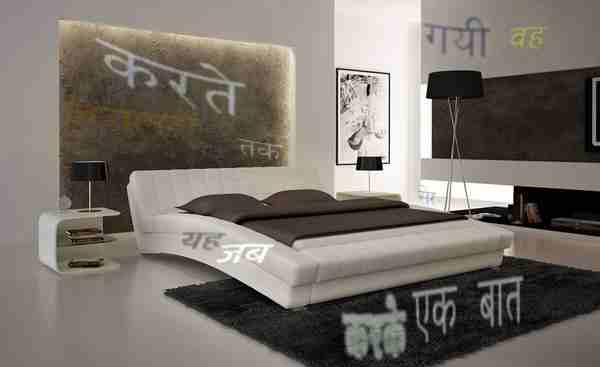 गयी वह
करते
तक
यह जब
करके एक बात